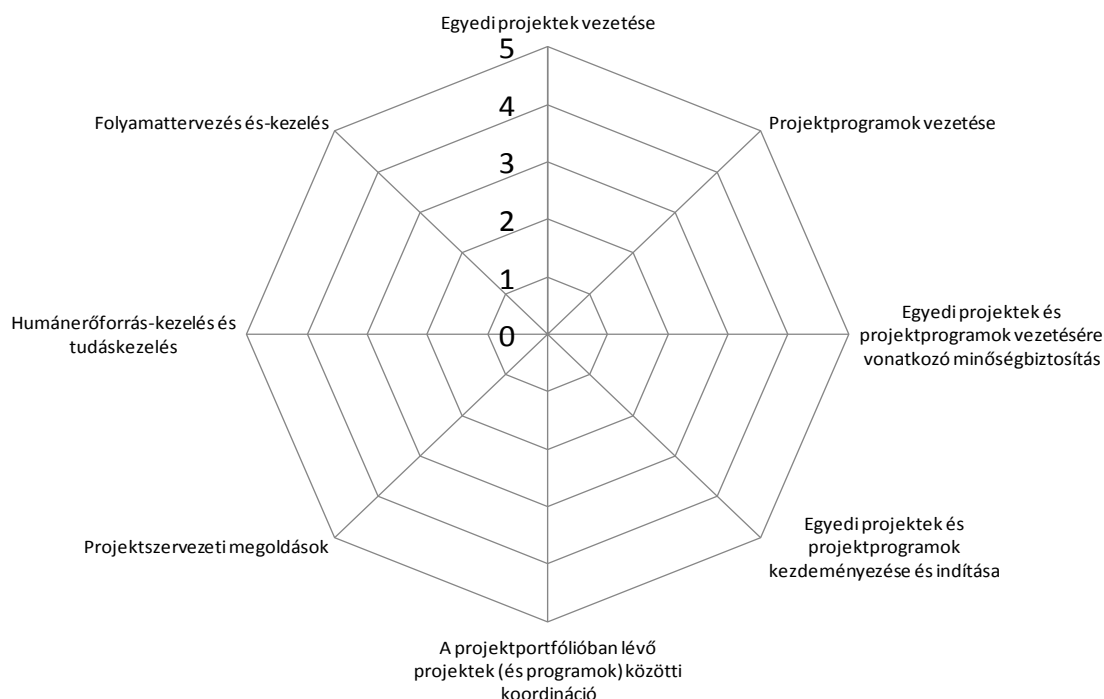 Egyedi projektek vezetése
5
4
3
2
1
0
Projektprogramok vezetése
Egyedi projektek és
projektprogramok vezetésére
vonatkozó minőségbiztosítás
Egyedi projektek és
projektprogramok
kezdeményezése és indítása
A projektportfólióban lévő
projektek (és programok) közötti
koordináció
Projektszervezeti megoldások
Humánerőforrás-kezelés és
tudáskezelés
Folyamattervezés és-kezelés